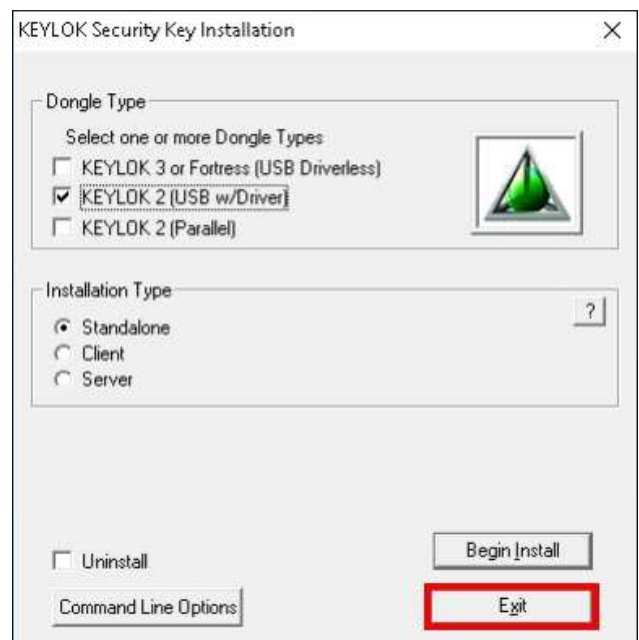 KEYLOK Security Key Installation
Dongle Type
Select one or more Dongle Types
KEYLOK 3 or Fortress (USB Driverless)
KEYLOK 2 (USB w/Driver)
KEYLOK 2 (Parallel)
Installation Type
?
Standalone
Client
Server
Begin Install
Uninstall
Command Line Options
Exit